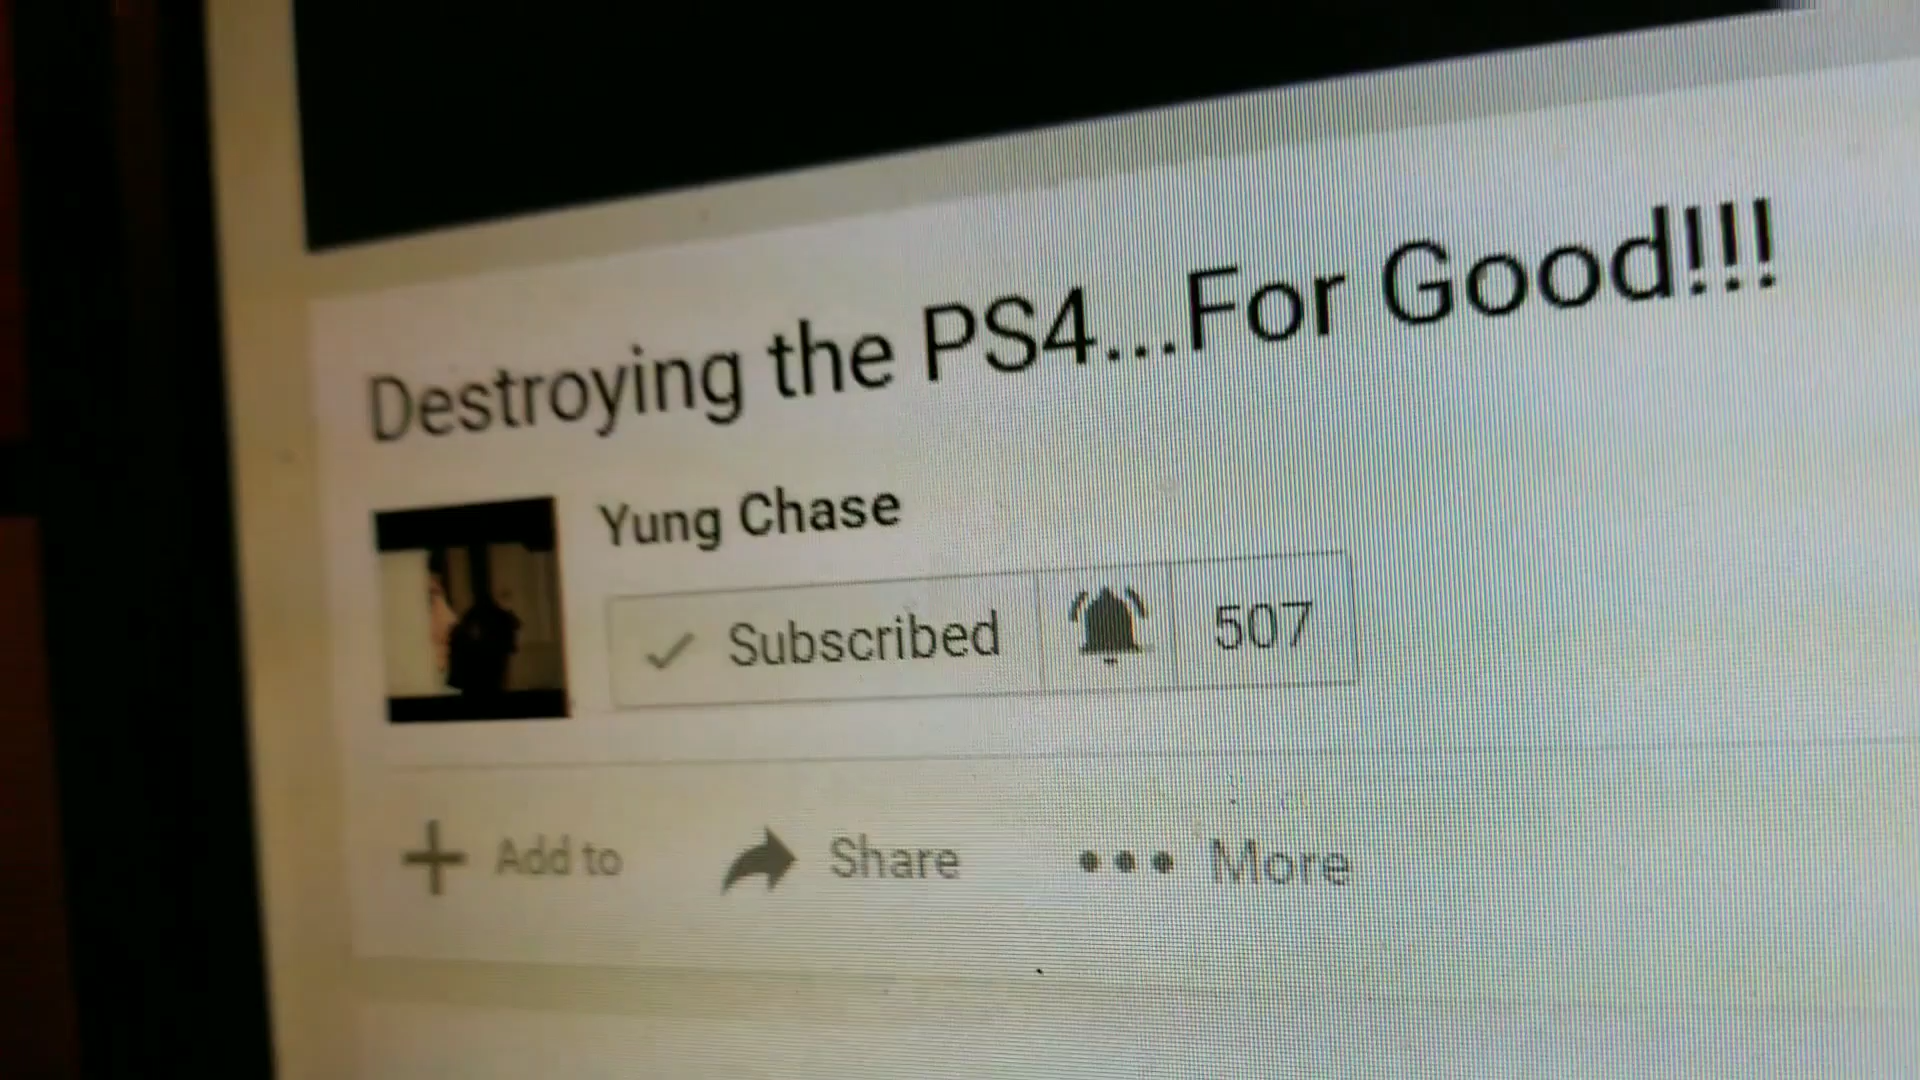 Destroying the PS4...For Good!!!
Yung Chase
Subscribed 507
Add to Share More